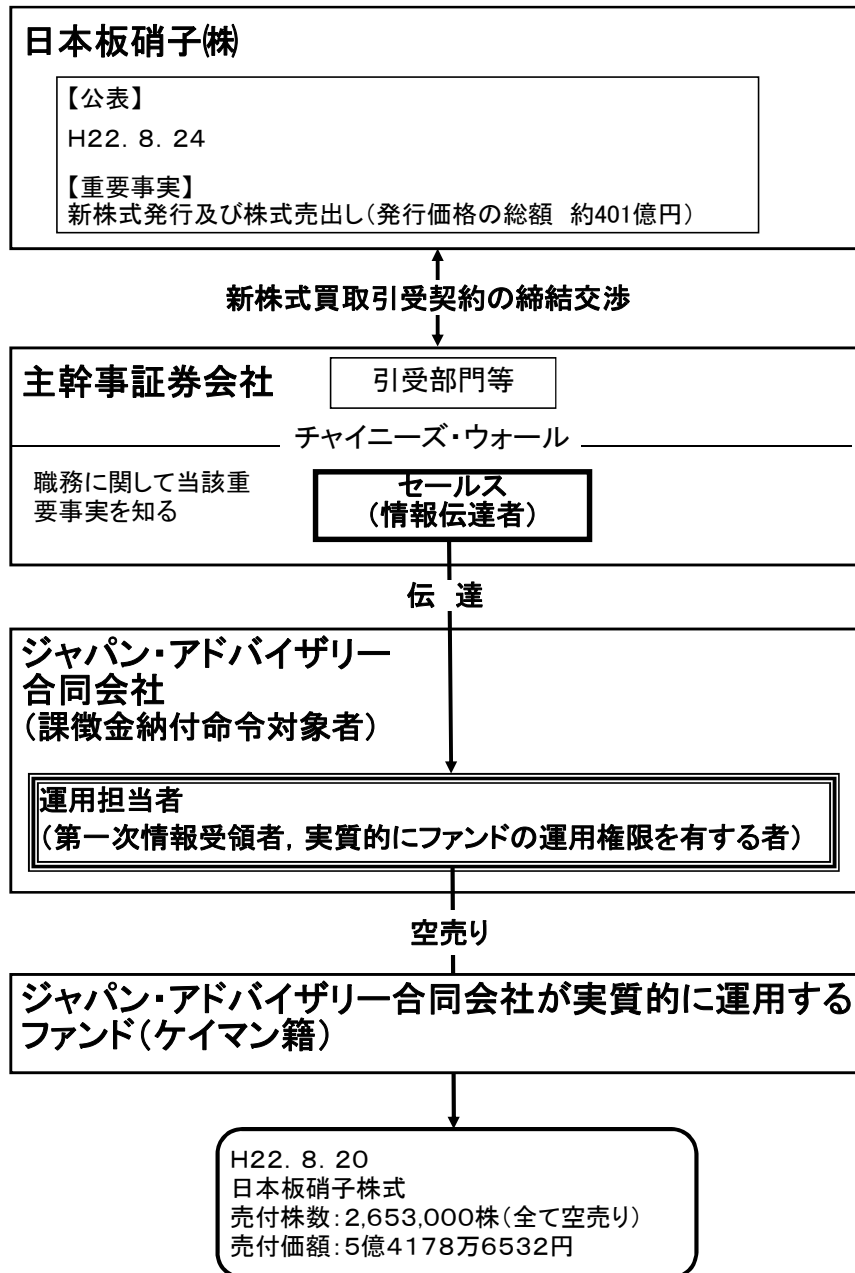 日本板硝子㈱
【公表】
H22．8．24
【重要事実】
新株式発行及び株式売出し（発行価格の総額　約401億円）
新株式買取引受契約の締結交渉
主幹事証券会社
引受部門等
チャイニーズ・ウォール
職務に関して当該重
要事実を知る
セールス
（情報伝達者）
伝　達
ジャパン・アドバイザリー
合同会社
（課徴金納付命令対象者）
運用担当者
（第一次情報受領者，実質的にファンドの運用権限を有する者）
空売り
ジャパン・アドバイザリー合同会社が実質的に運用する
ファンド（ケイマン籍）
H22．8．20
日本板硝子株式
売付株数：2,653,000株（全て空売り）
売付価額：5億4178万6532円